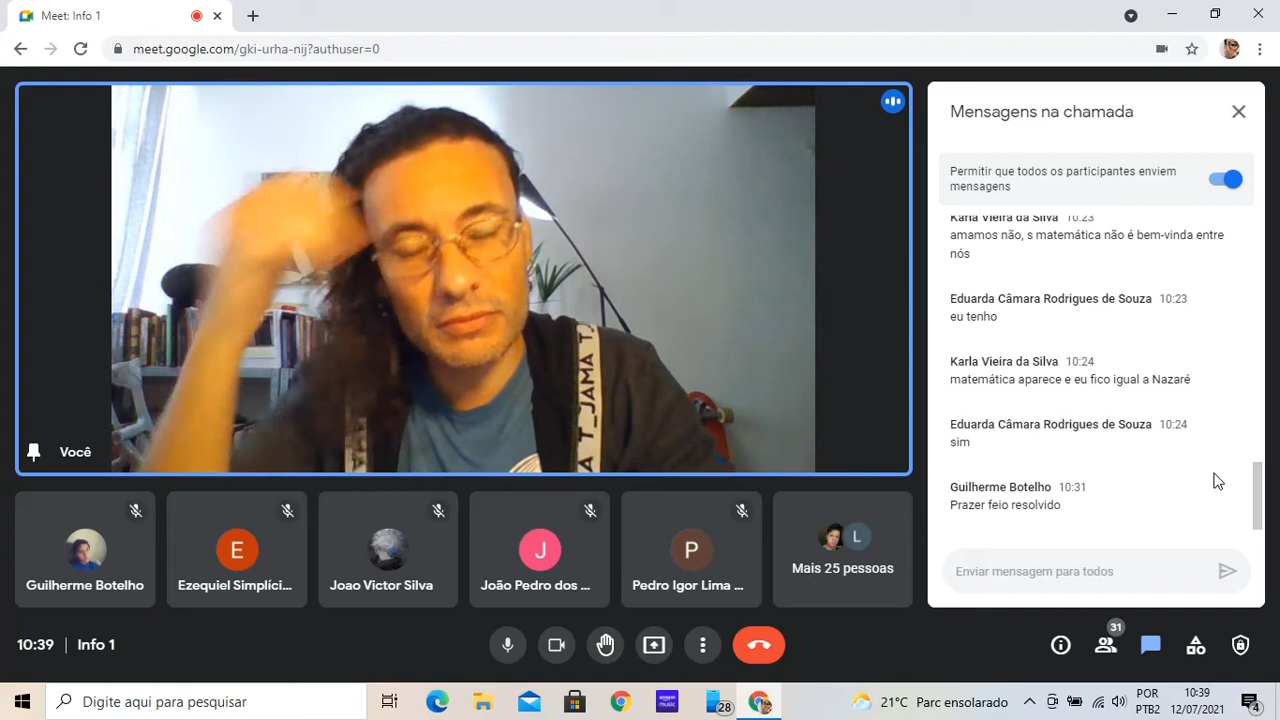 Meet: Info 1
meet.google.com/gki-urha-nij?authuser=0
T_JAMA T
Você
Mensagens na chamada
Permitir que todos os participantes enviem
mensagens
Karla Vieira da Silva 10:23
amamos não, s matemática não é bem-vinda entre
nós
Eduarda Câmara Rodrigues de Souza 10:23
eu tenho
Karla Vieira da Silva 10:24
matemática aparece e eu fico igual a Nazaré
Eduarda Câmara Rodrigues de Souza 10:24
sim
Guilherme Botelho 10:31
Prazer feio resolvido
Enviar mensagem para todos
Guilherme Botelho
E
Ezequiel Simplíci...
Joao Victor Silva
J
João Pedro dos ...
P
Pedro Igor Lima ...
L
Mais 25 pessoas
10:39 | Info 1
31
Digite aqui para pesquisar
amazon music
28
21°C Parc ensolarado
POR
PTB2
10:39
12/07/2021
4